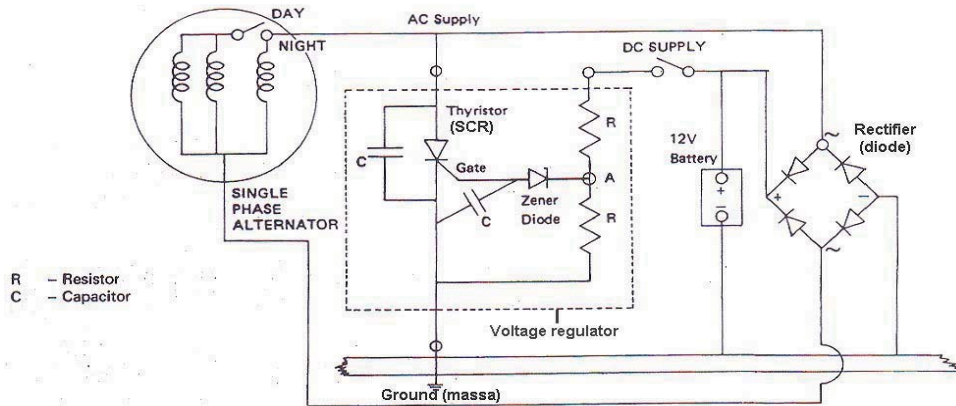 DAY
NIGHT
AC Supply
DC SUPPLY
Thyristor
(SCR)
R
12V
Battery
Rectifier
(diode)
~
C
Gate
A
+
−
+
−
C
Zener
Diode
R
~
SINGLE
PHASE
ALTERNATOR
R – Resistor
C – Capacitor
Voltage regulator
Ground (massa)